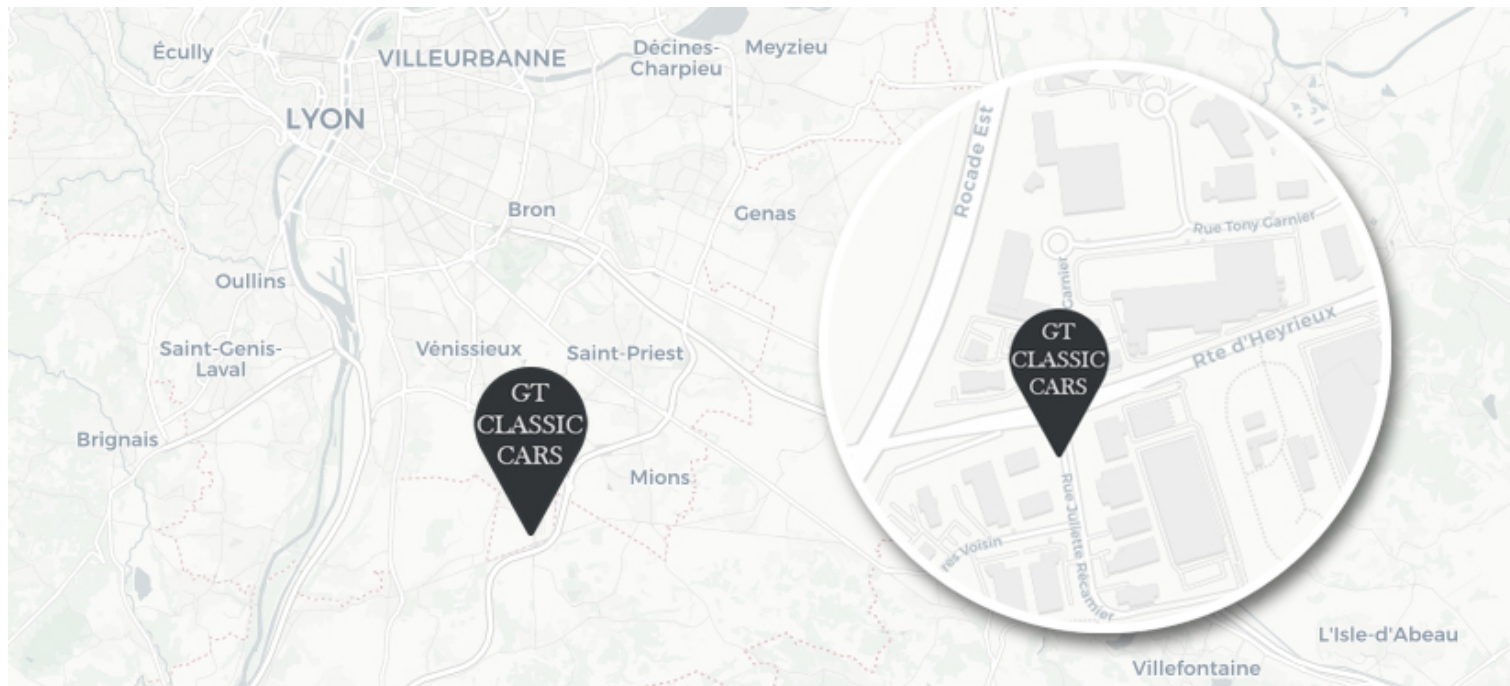 Écully
VILLEURBANNE
Décines-
Charpieu
Meyzieu
LYON
Bron
Genas
Oullins
Saint-Genis-
Laval
Vénissieux
Saint-Priest
GT
CLASSIC
CARS
Brignais
Mions
Rocade Est
Rue Tony Garnier
Garnier
GT
CLASSIC
CARS
Rte d'Heyrieux
res Voisin
Rue Juliette Récamier
L'Isle-d'Abeau
Villefontaine